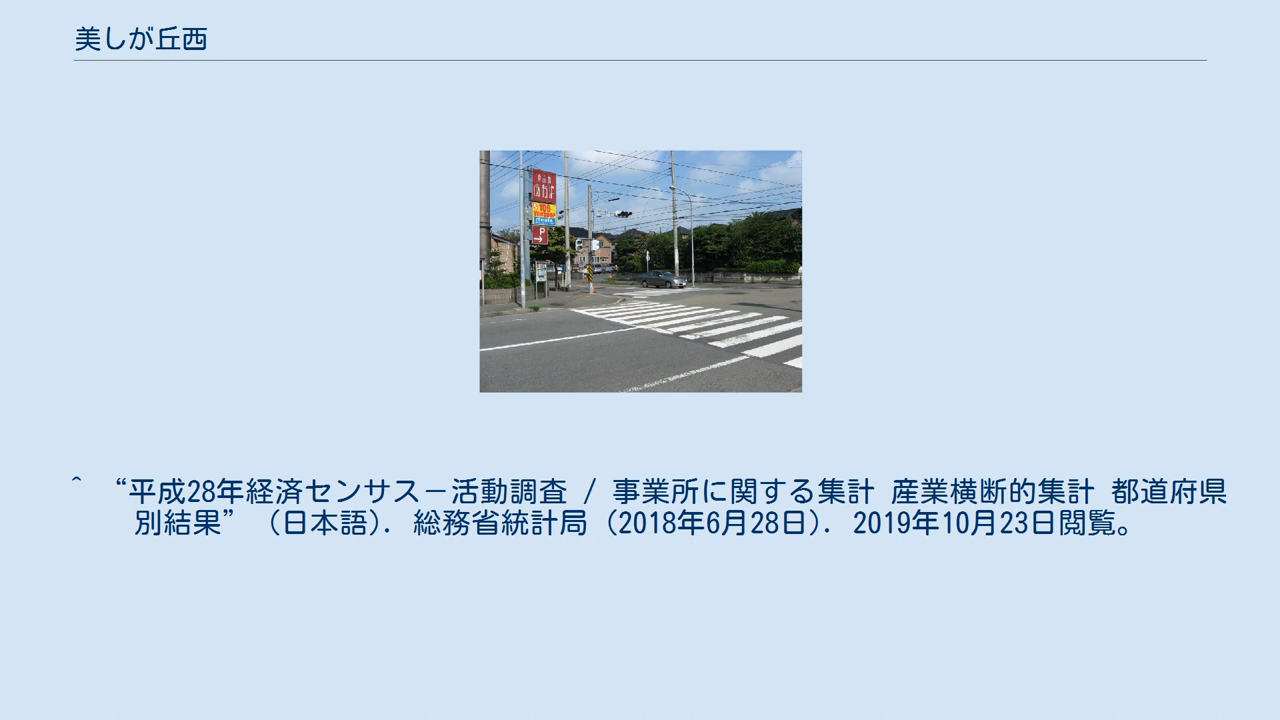 美しが丘西
P
^ “平成28年経済センサス－活動調査 / 事業所に関する集計 産業横断的集計 都道府県
別結果” (日本語). 総務省統計局 (2018年6月28日). 2019年10月23日閲覧。